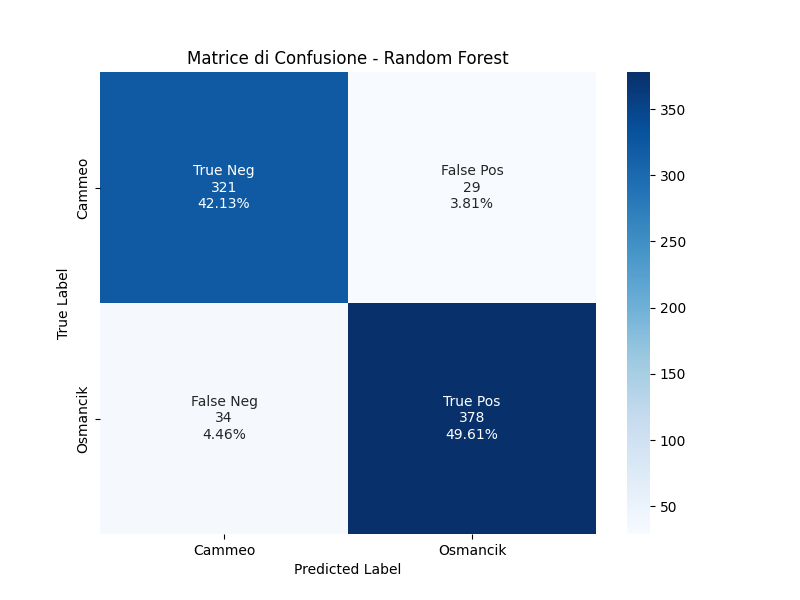 Matrice di Confusione - Random Forest
True Label
Cammeo
Osmancik
True Neg
321
42.13%
False Pos
29
3.81%
False Neg
34
4.46%
True Pos
378
49.61%
Cammeo
Osmancik
Predicted Label
350
300
250
200
150
100
50